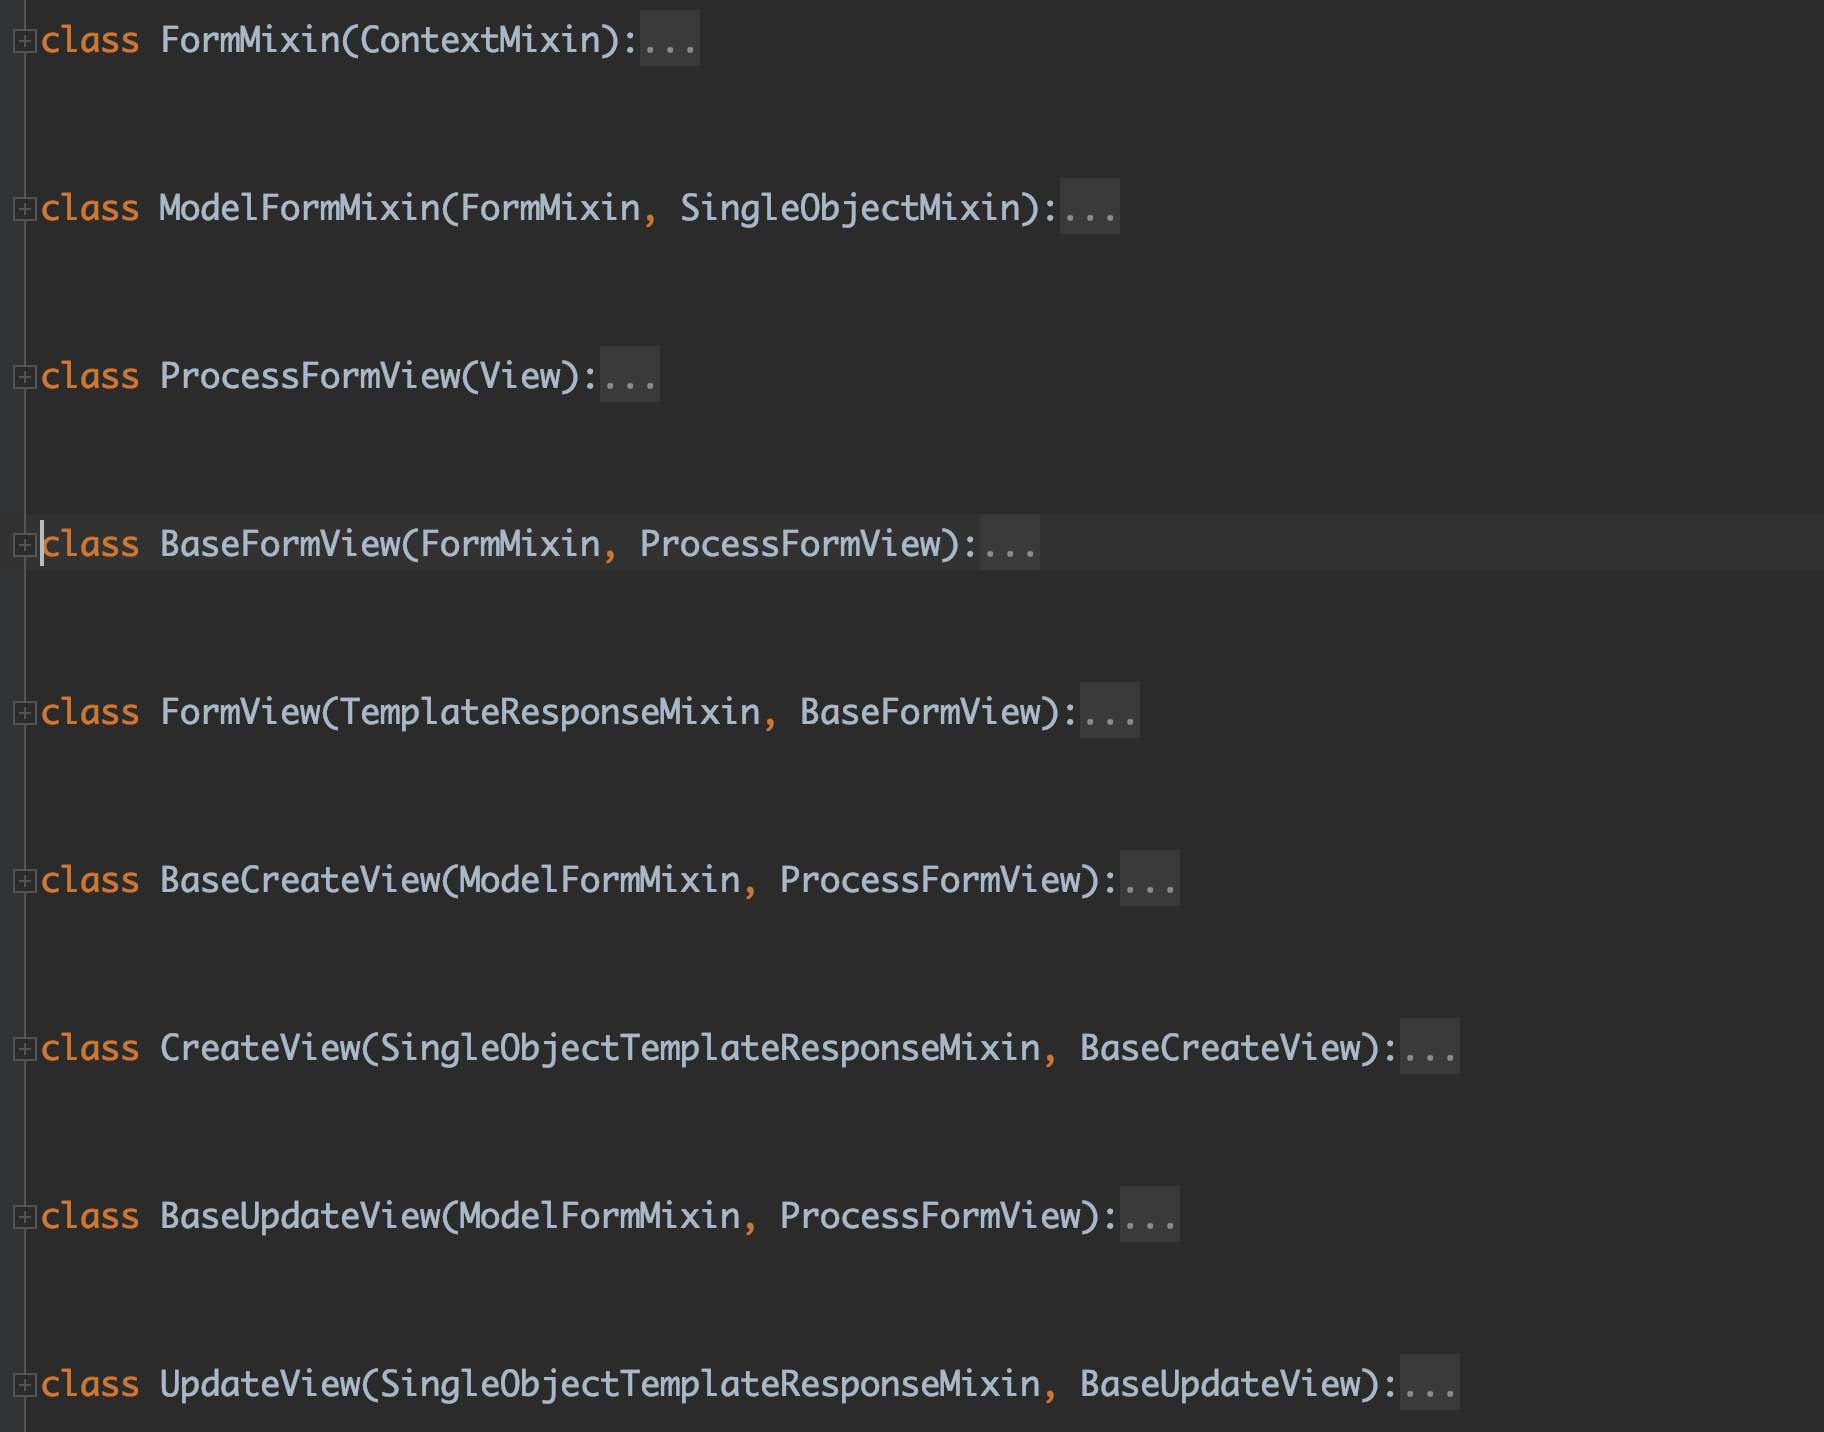 class FormMixin(ContextMixin):...
class ModelFormMixin(FormMixin, SingleObjectMixin):...
class ProcessFormView(View):...
class BaseFormView(FormMixin, ProcessFormView):...
class FormView(TemplateResponseMixin, BaseFormView):...
class BaseCreateView(ModelFormMixin, ProcessFormView):...
class CreateView(SingleObjectTemplateResponseMixin, BaseCreateView):...
class BaseUpdateView(ModelFormMixin, ProcessFormView):...
class UpdateView(SingleObjectTemplateResponseMixin, BaseUpdateView):...